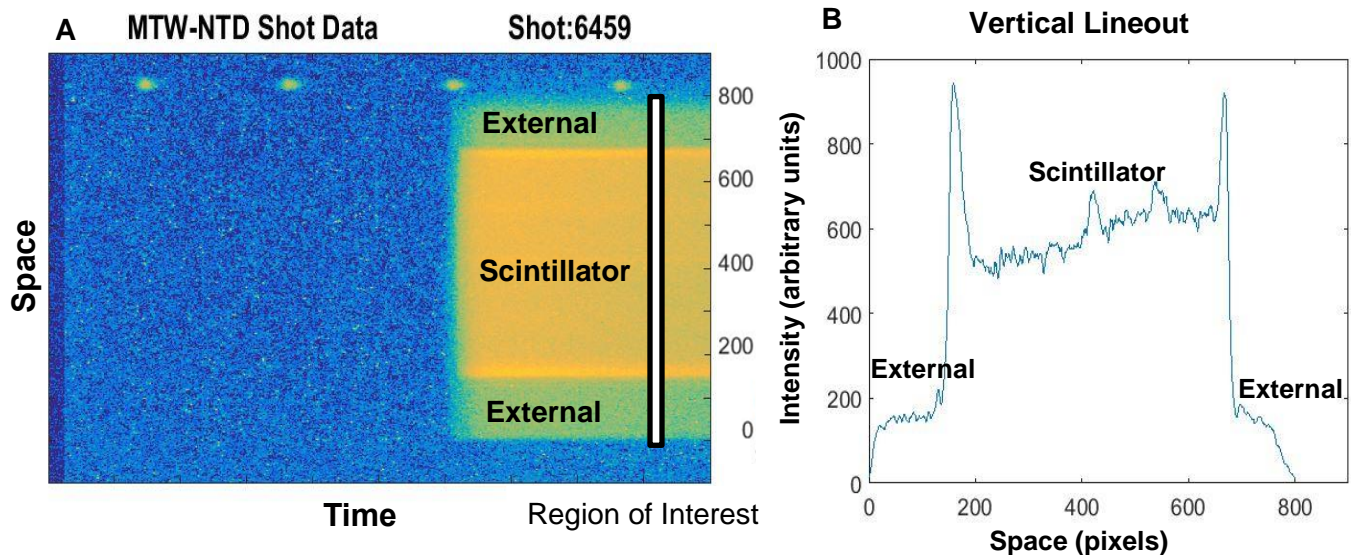 A
MTW-NTD Shot Data
Shot:6459
External
Scintillator
External
800
600
400
200
0
Space
Time
Region of Interest
B
Vertical Lineout
1000
800
600
400
200
0
Intensity (arbitrary units)
Scintillator
External
External
0
200
400
600
800
Space (pixels)